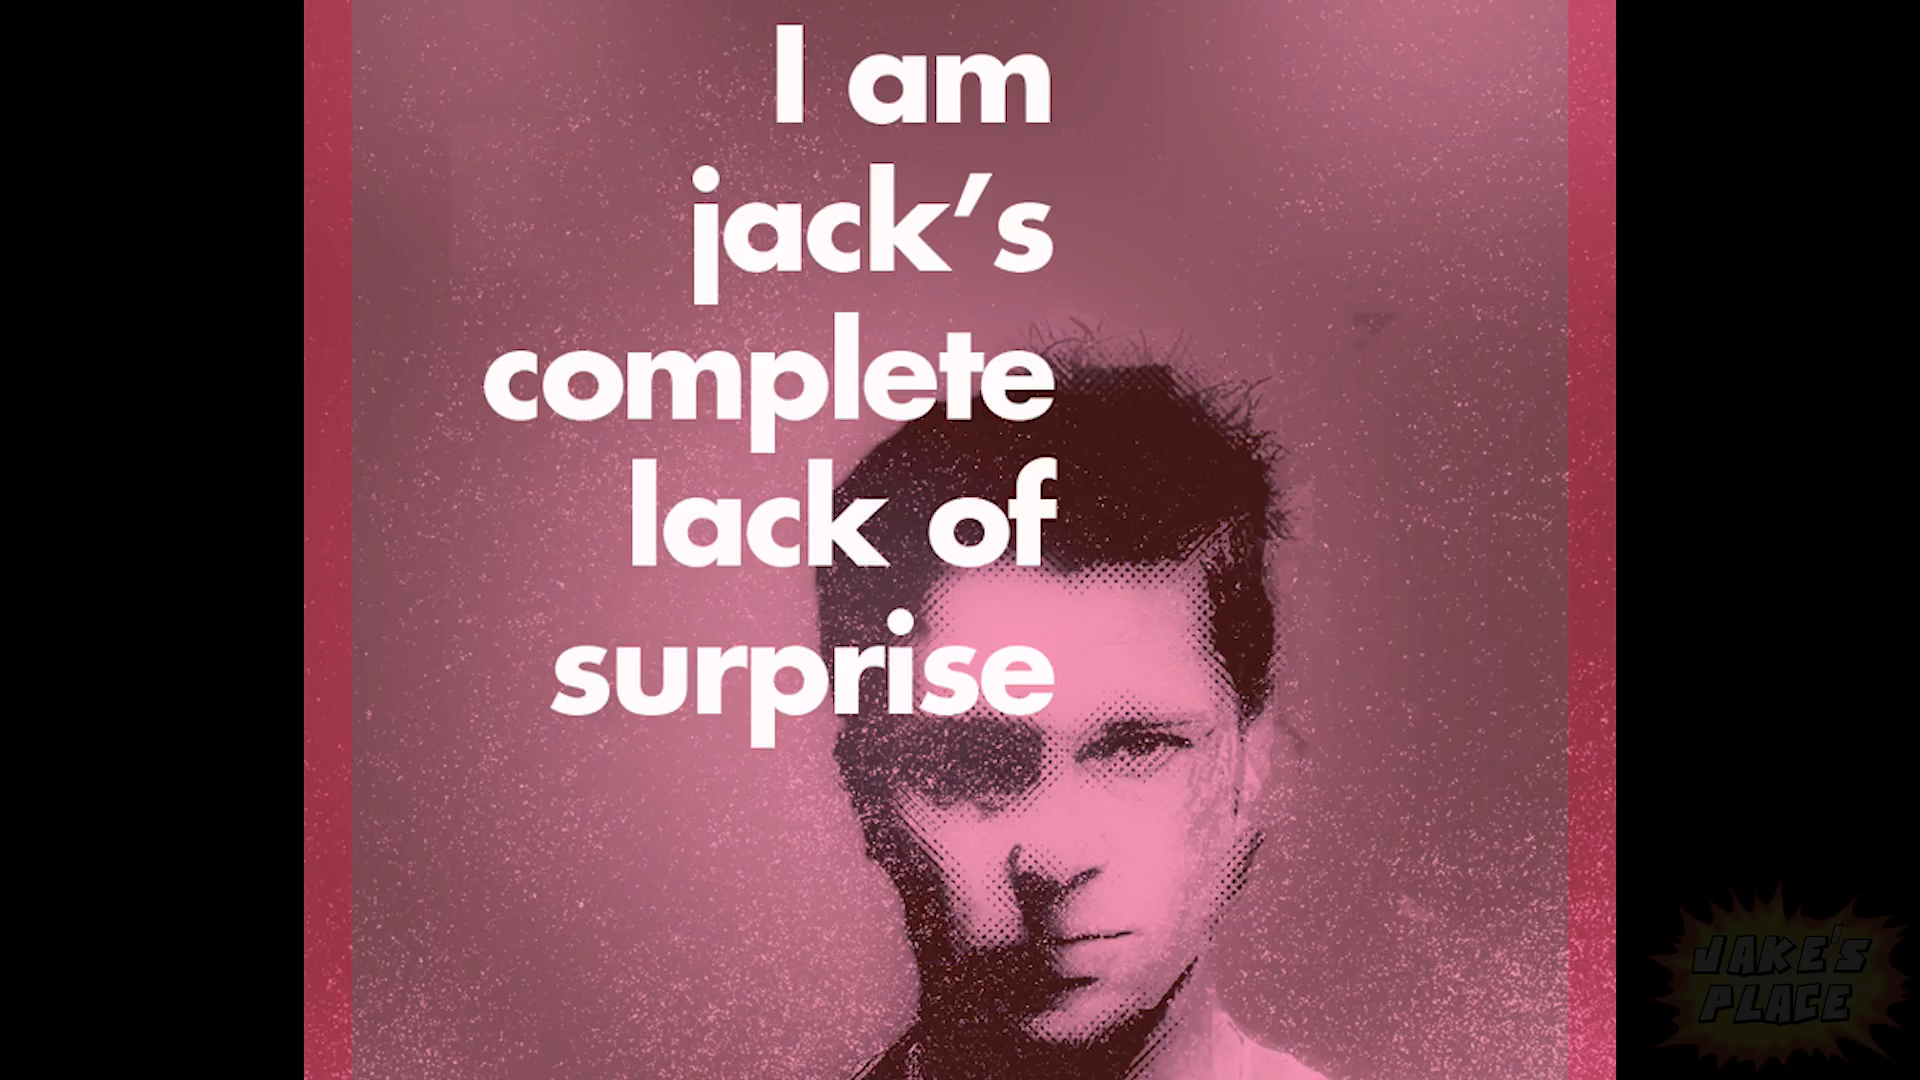 I am
jack's
complete
lack of
surprise
JAKE'S
PLACE